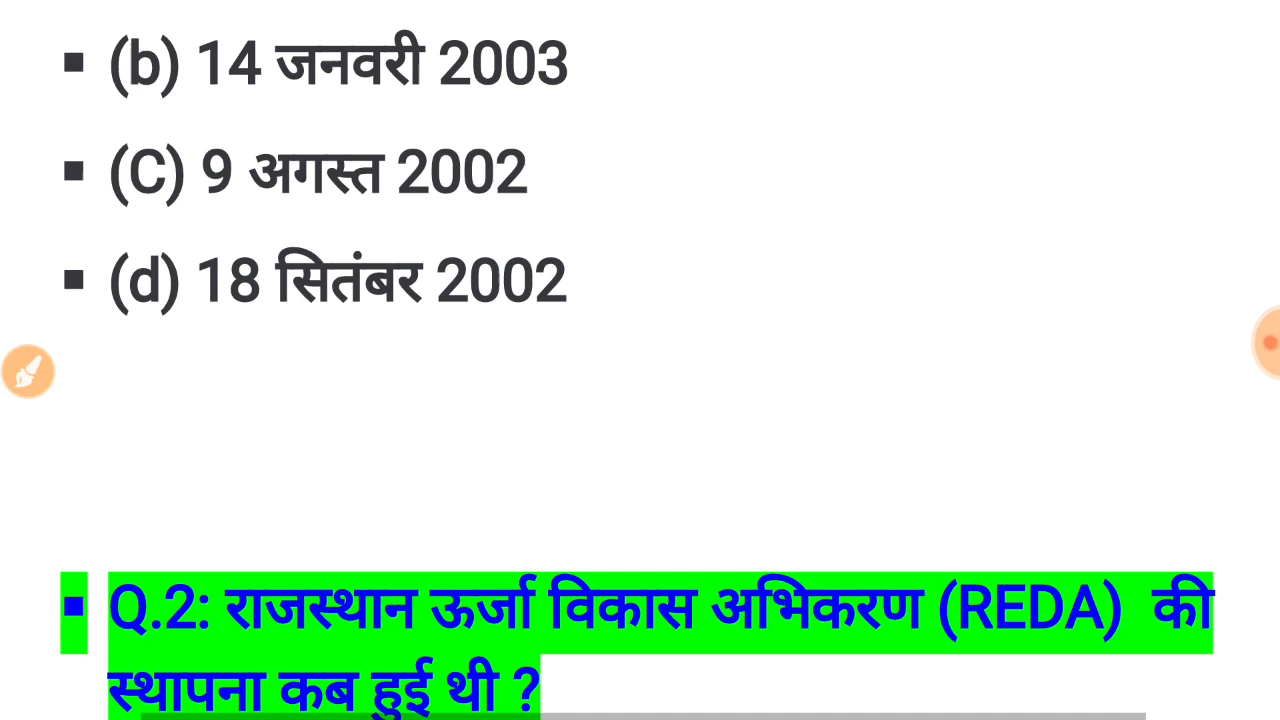 ▪ (b) 14 जनवरी 2003
▪ (C) 9 अगस्त 2002
▪ (d) 18 सितंबर 2002
▪ Q.2: राजस्थान ऊर्जा विकास अभिकरण (REDA) की
स्थापना कब हुई थी ?